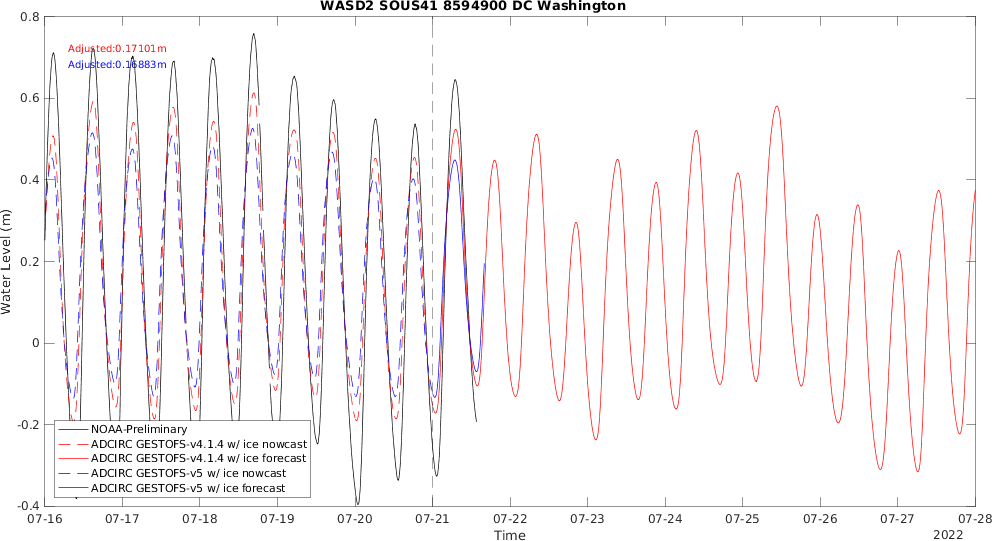 WASD2 SOUS41 8594900 DC Washington
Adjusted:0.17101m
Adjusted:0.16883m
Water Level (m)
0.8
0.6
0.4
0.2
0
-0.2
-0.4
NOAA-Preliminary
ADCIRC GESTOFS-v4.1.4 w/ ice nowcast
ADCIRC GESTOFS-v4.1.4 w/ ice forecast
ADCIRC GESTOFS-v5 w/ ice nowcast
ADCIRC GESTOFS-v5 w/ ice forecast
07-16 07-17 07-18 07-19 07-20 07-21 07-22 07-23 07-24 07-25 07-26 07-27 07-28
Time
2022